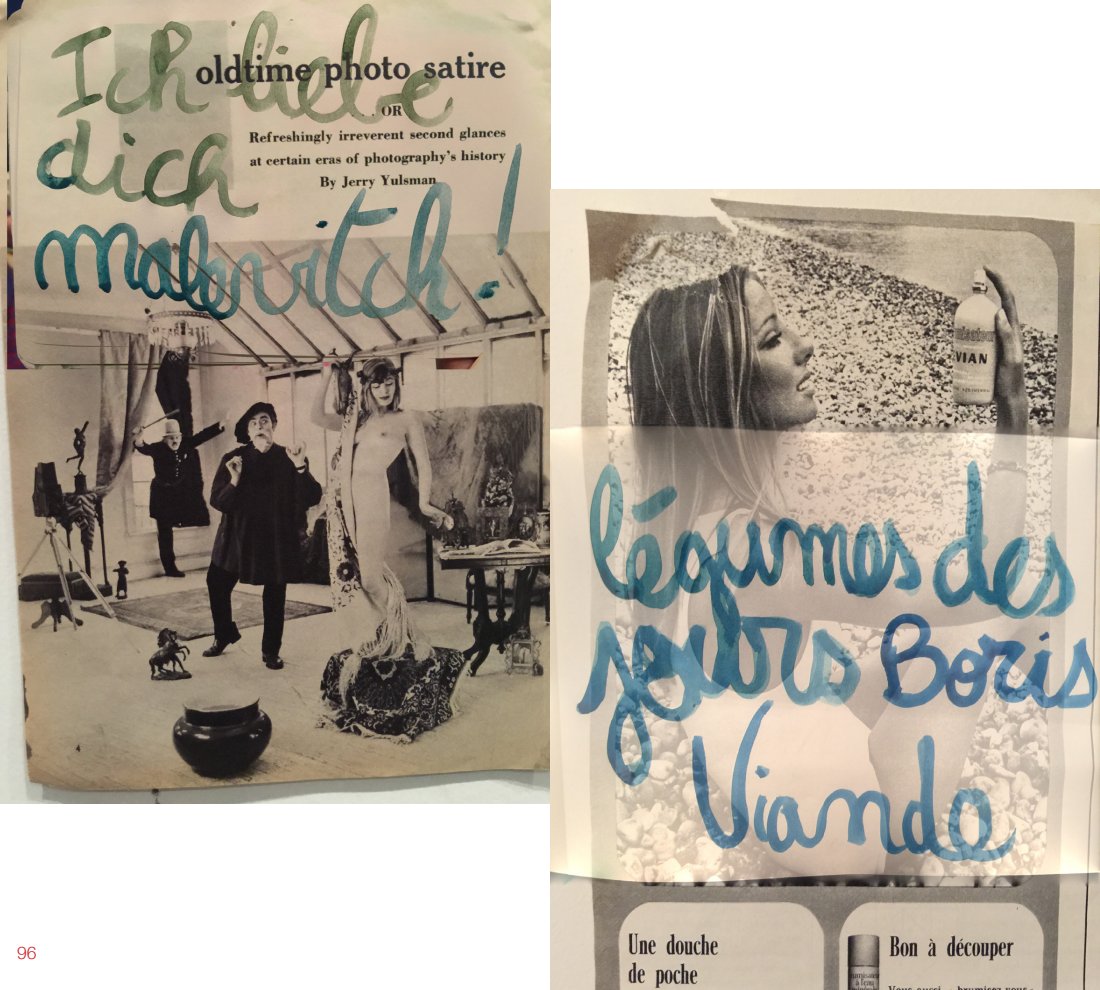 Ich liebe
dich
malevitch!
oldtime photo satire
. . . OR
Refreshingly irreverent second glances
at certain eras of photography's history
By Jerry Yulsman
4
VIAN
légumes des
jours Boris
Viande
Une douche
de poche
Bon à découper
96